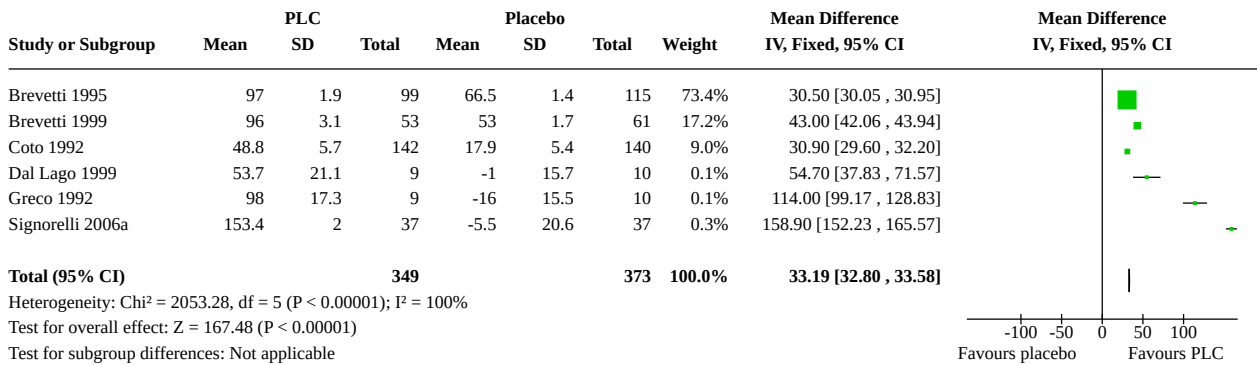 PLC Placebo Mean Difference Mean Difference
Study or Subgroup Mean SD Total Mean SD Total Weight IV, Fixed, 95% CI IV, Fixed, 95% CI
Brevetti 1995 97 1.9 99 66.5 1.4 115 73.4% 30.50 [30.05 , 30.95]
Brevetti 1999 96 3.1 53 53 1.7 61 17.2% 43.00 [42.06 , 43.94]
Coto 1992 48.8 5.7 142 17.9 5.4 140 9.0% 30.90 [29.60 , 32.20]
Dal Lago 1999 53.7 21.1 9 -1 15.7 10 0.1% 54.70 [37.83 , 71.57]
Greco 1992 98 17.3 9 -16 15.5 10 0.1% 114.00 [99.17 , 128.83]
Signorelli 2006a 153.4 2 37 -5.5 20.6 37 0.3% 158.90 [152.23 , 165.57]
Total (95% CI) 349 373 100.0% 33.19 [32.80 , 33.58]
Heterogeneity: Chi² = 2053.28, df = 5 (P < 0.00001); I² = 100%
Test for overall effect: Z = 167.48 (P < 0.00001)
Test for subgroup differences: Not applicable
-100 -50 0 50 100
Favours placebo Favours PLC